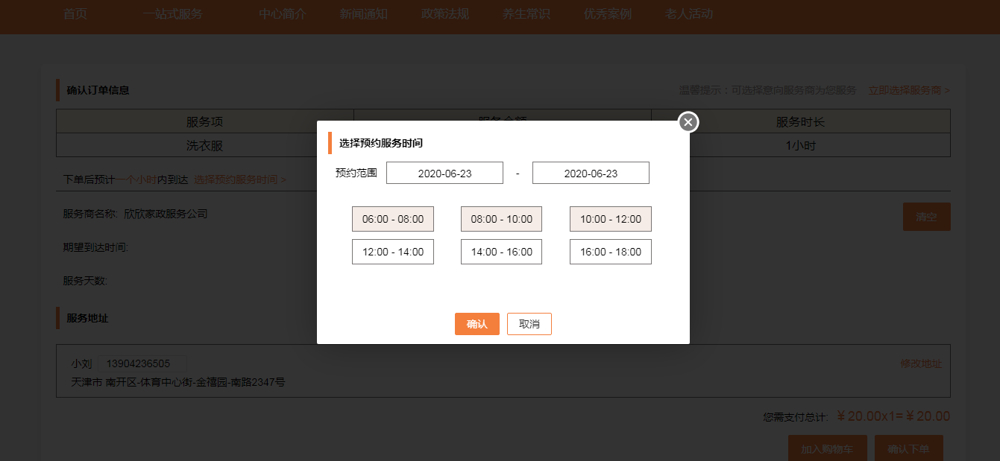 首页 一站式服务 中心简介 新闻通知 政策法规 养生常识 优秀案例 老人活动
确认订单信息 温馨提示：可选择意向服务商为您服务 立即选择服务商 >
服务项 服务时长
洗衣服 1小时
选择预约服务时间
预约范围 2020-06-23 - 2020-06-23
下单后预计一个小时内到达 选择预约服务时间 >
服务商名称: 欣欣家政服务公司 清空
06:00 - 08:00 08:00 - 10:00 10:00 - 12:00
期望到达时间:
12:00 - 14:00 14:00 - 16:00 16:00 - 18:00
服务天数:
服务地址
确认 取消
小刘 13904236505 修改地址
天津市 南开区-体育中心街-金禧园-南路2347号
您需支付总计: ￥20.00x1=￥20.00
加入购物车 确认下单